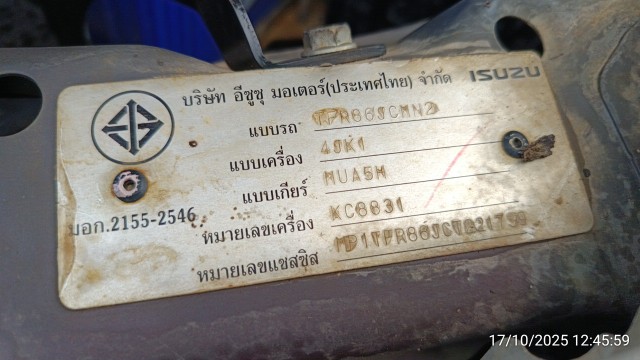 บริษัท อีซูซุ มอเตอร์(ประเทศไทย) จำกัด ISUZU
แบบรถ TFR86JCMN2
แบบเครื่อง 4JK1
แบบเกียร์ MUA5H
มอก.2155-2546
หมายเลขเครื่อง KC6831
หมายเลขแชสซิส
17/10/2025 12:45:59